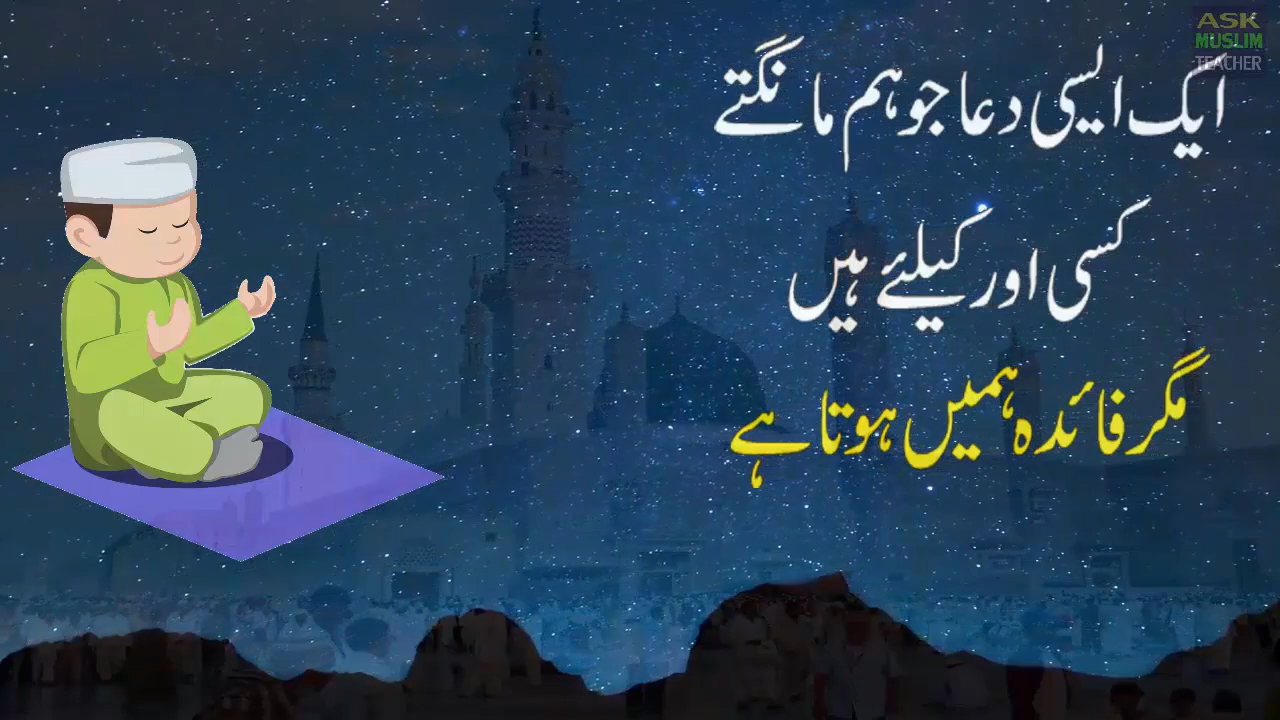 ASK
MUSLIM
TEACHER
ایک ایسی دعا جو ہم مانگتے
کسی اور کیلئے ہیں
مگر فائدہ ہمیں ہوتا ہے